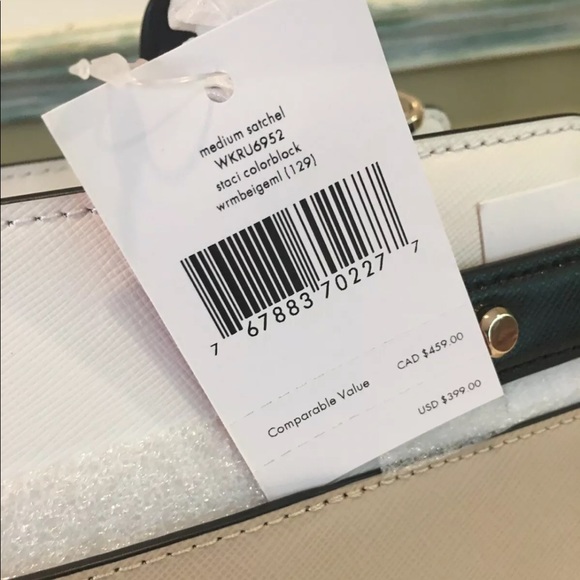 medium satchel
WKRU6952
staci colorblock
wrmbeigeml (129)
7 67883 70227 7
CAD $459.00
Comparable Value
USD $399.00